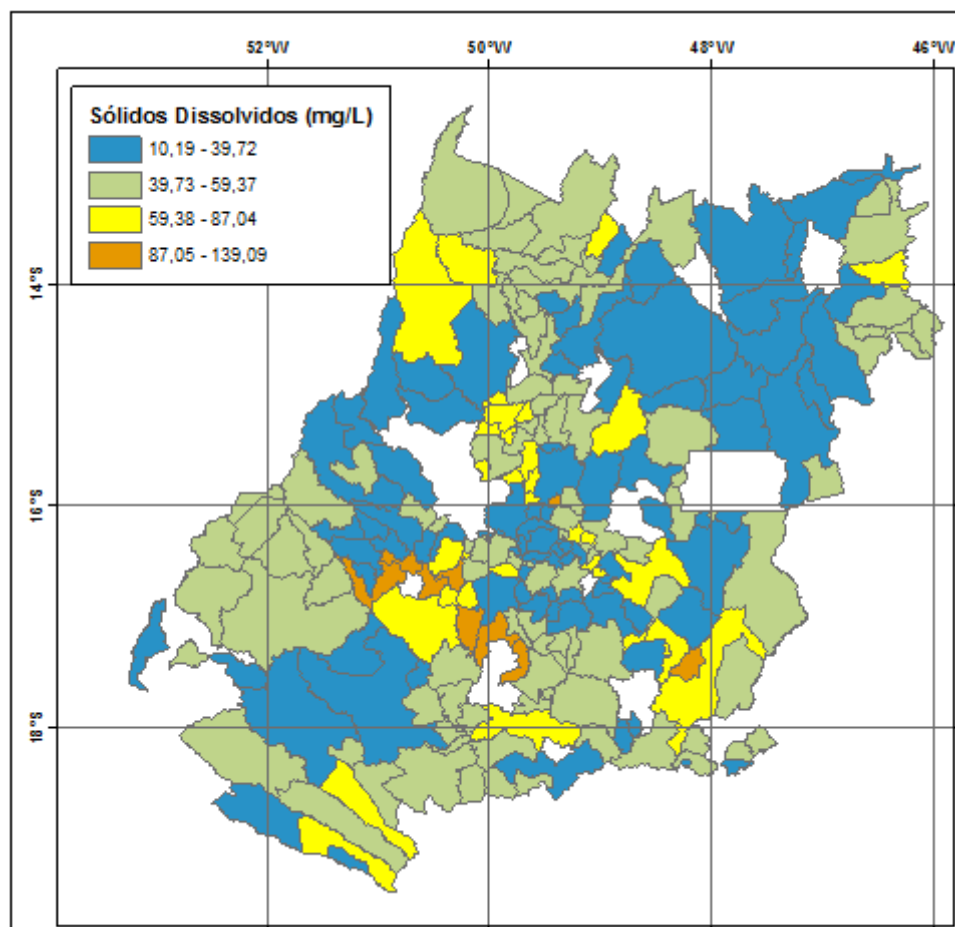 52°W 50°W 48°W 46°W
Sólidos Dissolvidos (mg/L)
10,19 - 39,72
39,73 - 59,37
59,38 - 87,04
87,05 - 139,09
14°S
16°S
18°S